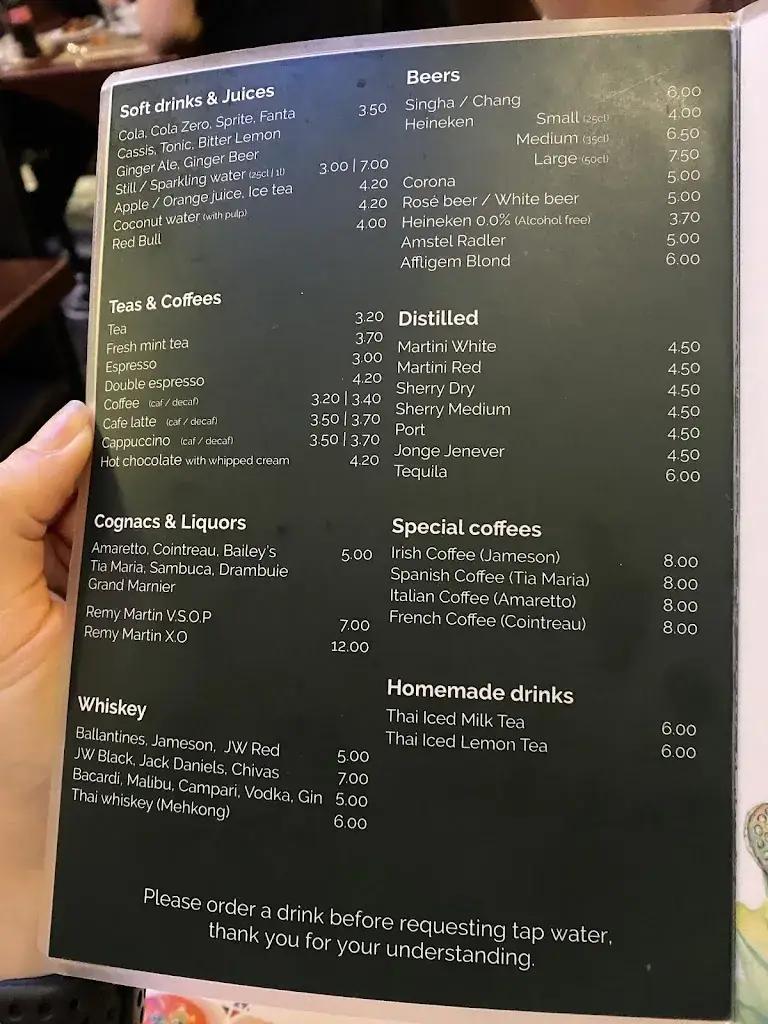 Soft drinks & Juices
Cola, Cola Zero, Sprite, Fanta 3.50
Cassis, Tonic, Bitter Lemon
Ginger Ale, Ginger Beer
Still / Sparkling water (25cl | 1l) 3.00 | 7.00
Apple / Orange juice, Ice tea 4.20
Coconut water (with pulp) 4.20
Red Bull 4.00
Teas & Coffees
Tea 3.20
Fresh mint tea 3.70
Espresso 3.00
Double espresso 4.20
Coffee (caf / decaf) 3.20 | 3.40
Cafe latte (caf / decaf) 3.50 | 3.70
Cappuccino (caf / decaf) 3.50 | 3.70
Hot chocolate with whipped cream 4.20
Cognacs & Liquors
Amaretto, Cointreau, Bailey's 5.00
Tia Maria, Sambuca, Drambuie
Grand Marnier
Remy Martin V.S.O.P 7.00
Remy Martin X.O 12.00
Whiskey
Ballantines, Jameson, JW Red 5.00
JW Black, Jack Daniels, Chivas 7.00
Bacardi, Malibu, Campari, Vodka, Gin 5.00
Thai whiskey (Mehkong) 6.00
Beers
Singha / Chang 6.00
Heineken Small (25cl) 4.00
Medium (35cl) 6.50
Large (50cl) 7.50
Corona 5.00
Rosé beer / White beer 5.00
Heineken 0.0% (Alcohol free) 3.70
Amstel Radler 5.00
Affligem Blond 6.00
Distilled
Martini White 4.50
Martini Red 4.50
Sherry Dry 4.50
Sherry Medium 4.50
Port 4.50
Jonge Jenever 4.50
Tequila 6.00
Special coffees
Irish Coffee (Jameson) 8.00
Spanish Coffee (Tia Maria) 8.00
Italian Coffee (Amaretto) 8.00
French Coffee (Cointreau) 8.00
Homemade drinks
Thai Iced Milk Tea 6.00
Thai Iced Lemon Tea 6.00
Please order a drink before requesting tap water,
thank you for your understanding.